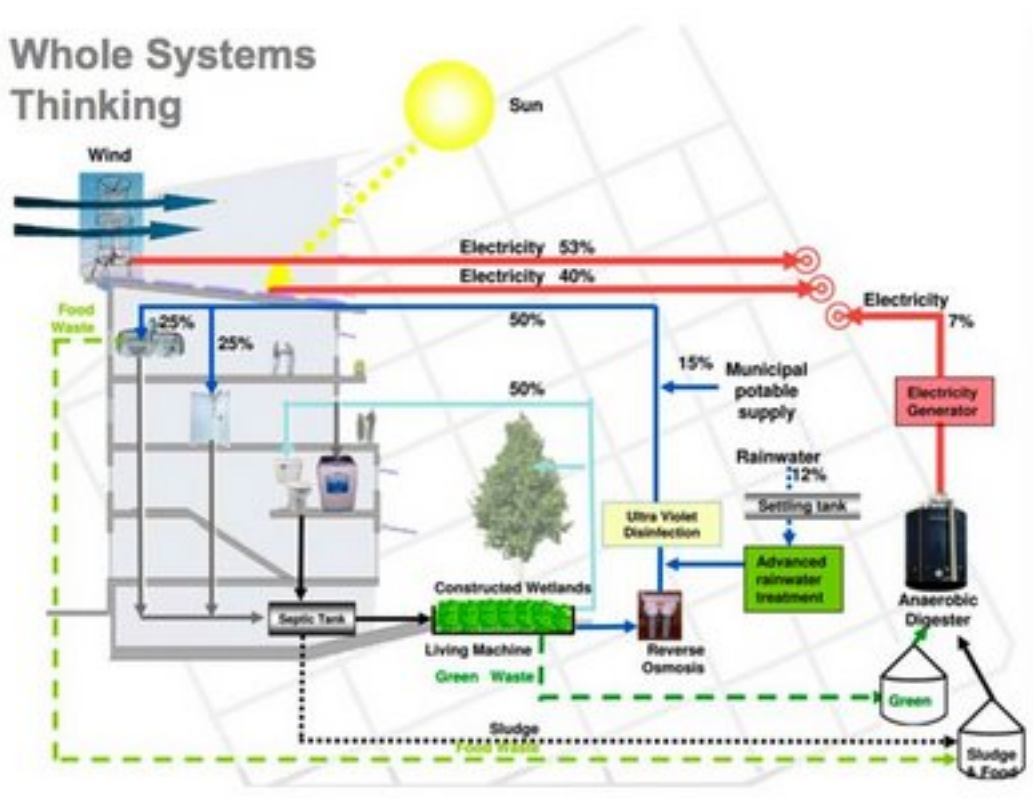 Whole Systems
Thinking
Sun
Wind
Electricity 53%
Electricity 40%
Electricity
7%
Food
Waste
25%
25%
50%
15%
Municipal
potable
supply
Electricity
Generator
50%
Rainwater
12%
Settling tank
Ultra Violet
Disinfection
Advanced
rainwater
treatment
Constructed Wetlands
Anaerobic
Digester
Septic Tank
Living Machine
Reverse
Osmosis
Green Waste
Green
Sludge
Food Waste
Sludge
& Food